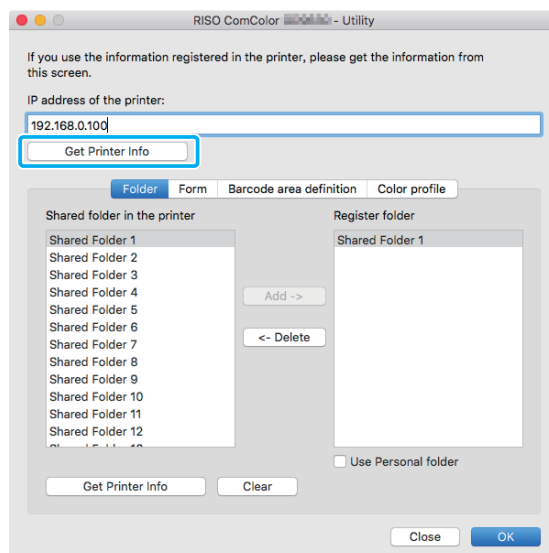 RISO ComColor - Utility
If you use the information registered in the printer, please get the information from
this screen.
IP address of the printer:
192.168.0.100
Get Printer Info
Folder Form Barcode area definition Color profile
Shared folder in the printer
Register folder
Shared Folder 1
Shared Folder 2
Shared Folder 3
Shared Folder 4
Shared Folder 5
Shared Folder 6
Shared Folder 7
Shared Folder 8
Shared Folder 9
Shared Folder 10
Shared Folder 11
Shared Folder 12
Shared Folder 1
Add ->
<- Delete
Use Personal folder
Get Printer Info
Clear
Close
OK